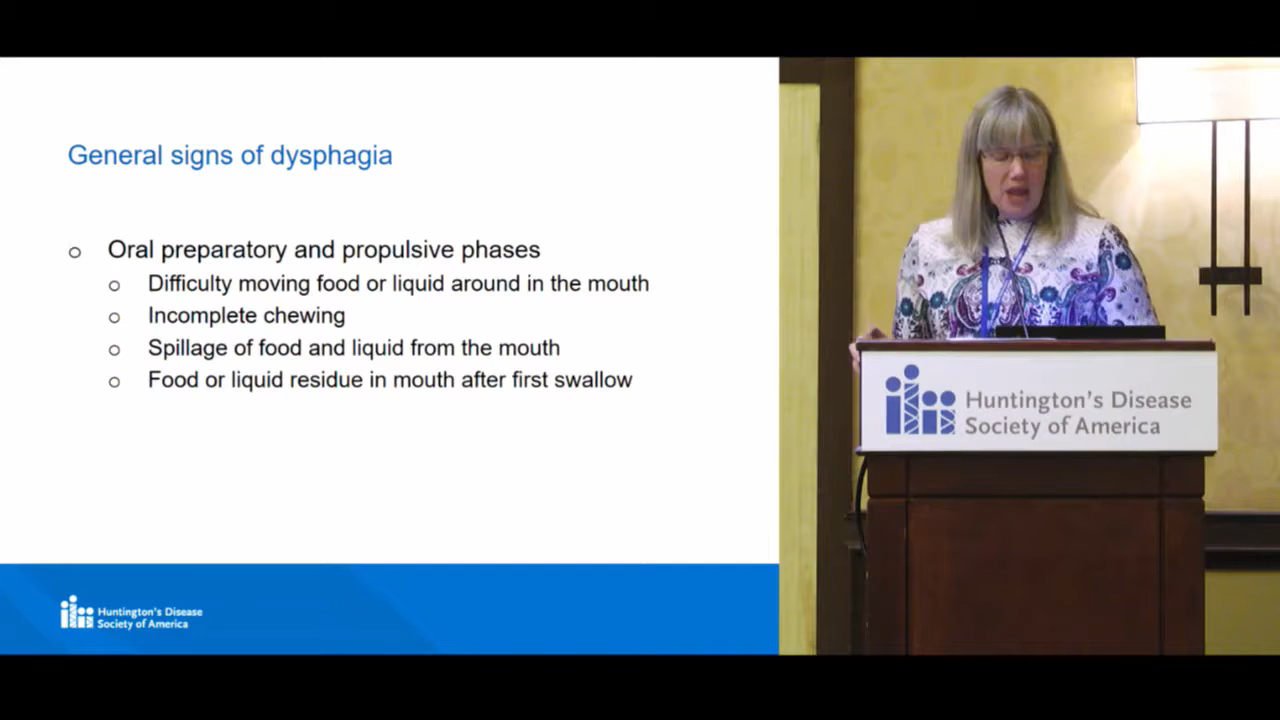 General signs of dysphagia
Oral preparatory and propulsive phases
Difficulty moving food or liquid around in the mouth
Incomplete chewing
Spillage of food and liquid from the mouth
Food or liquid residue in mouth after first swallow
Huntington's Disease
Society of America
Huntington's Disease
Society of America